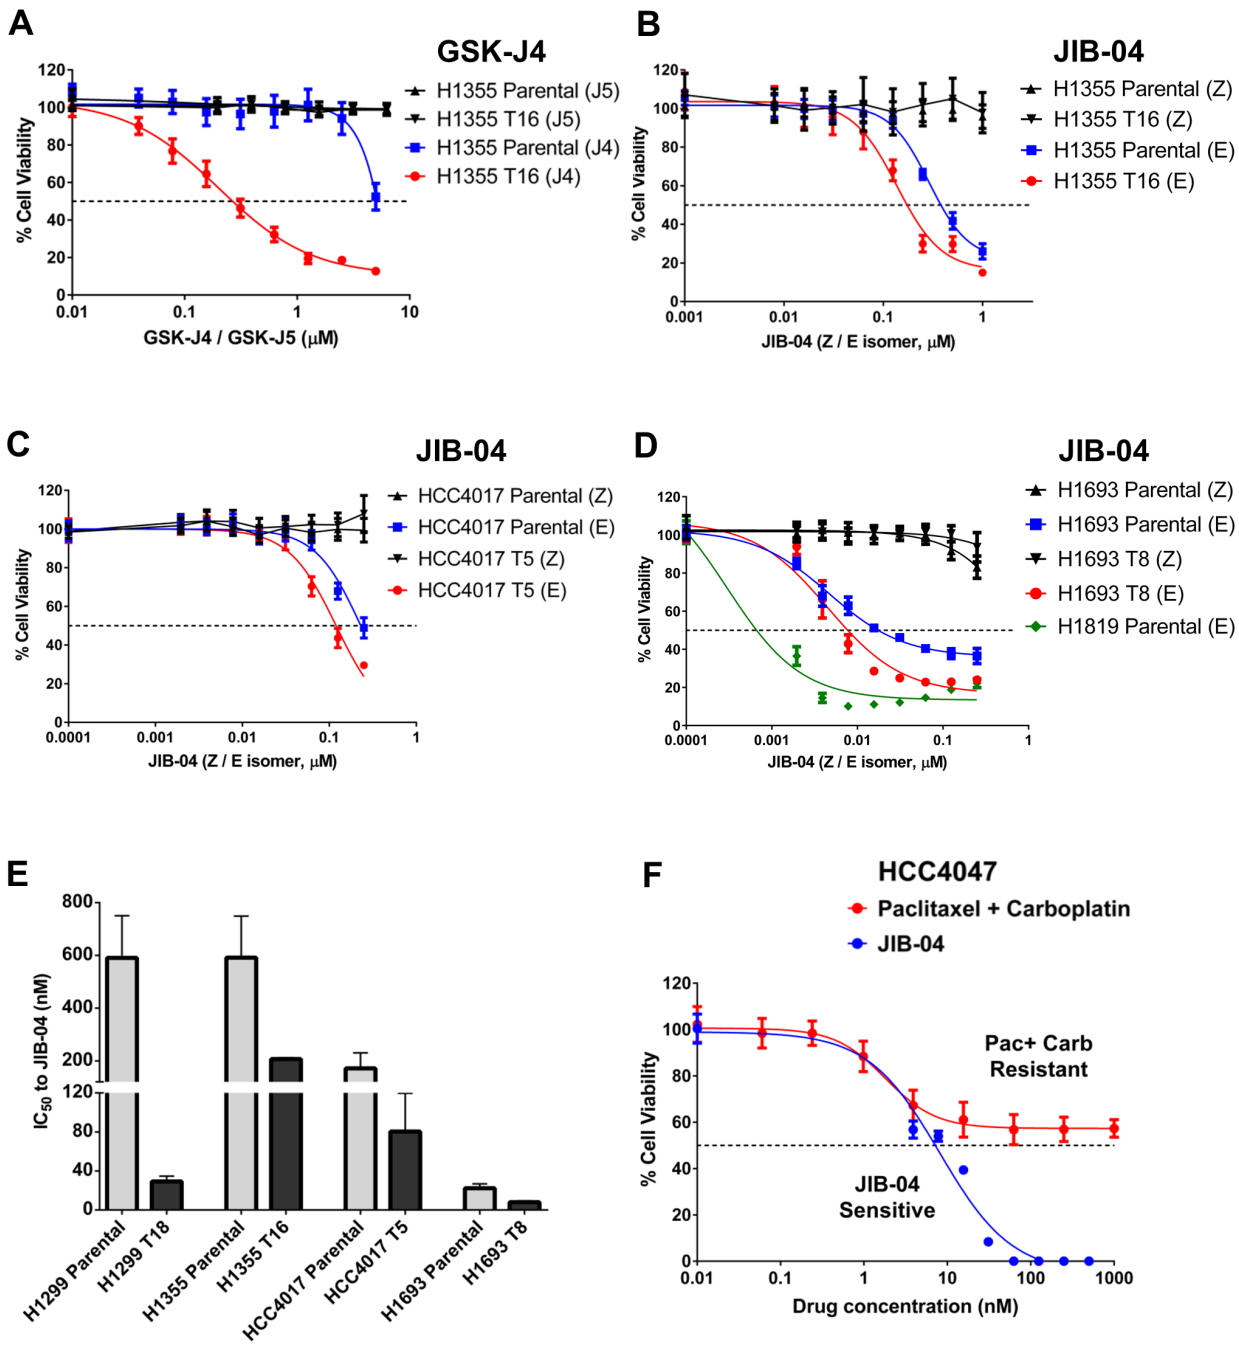 A
GSK-J4
H1355 Parental (J5)
H1355 T16 (J5)
H1355 Parental (J4)
H1355 T16 (J4)
120
100
80
60
40
20
0
% Cell Viability
0.01
0.1
1
10
GSK-J4 / GSK-J5 (µM)
B
JIB-04
H1355 Parental (Z)
H1355 T16 (Z)
H1355 Parental (E)
H1355 T16 (E)
120
100
80
60
40
20
0
% Cell Viability
0.001
0.01
0.1
1
JIB-04 (Z / E isomer, µM)
C
JIB-04
HCC4017 Parental (Z)
HCC4017 Parental (E)
HCC4017 T5 (Z)
HCC4017 T5 (E)
120
100
80
60
40
20
0
% Cell Viability
0.0001
0.001
0.01
0.1
1
JIB-04 (Z / E isomer, µM)
D
JIB-04
H1693 Parental (Z)
H1693 Parental (E)
H1693 T8 (Z)
H1693 T8 (E)
H1819 Parental (E)
120
100
80
60
40
20
0
% Cell Viability
0.0001
0.001
0.01
0.1
1
JIB-04 (Z / E isomer, µM)
E
800
600
400
200
120
80
40
0
IC50 to JIB-04 (nM)
H1299 Parental
H1299 T18
H1355 Parental
H1355 T16
HCC4017 Parental
HCC4017 T5
H1693 Parental
H1693 T8
F
HCC4047
Paclitaxel + Carboplatin
JIB-04
120
100
80
60
40
20
0
% Cell Viability
Pac+ Carb
Resistant
JIB-04
Sensitive
0.01
0.1
1
10
100
1000
Drug concentration (nM)